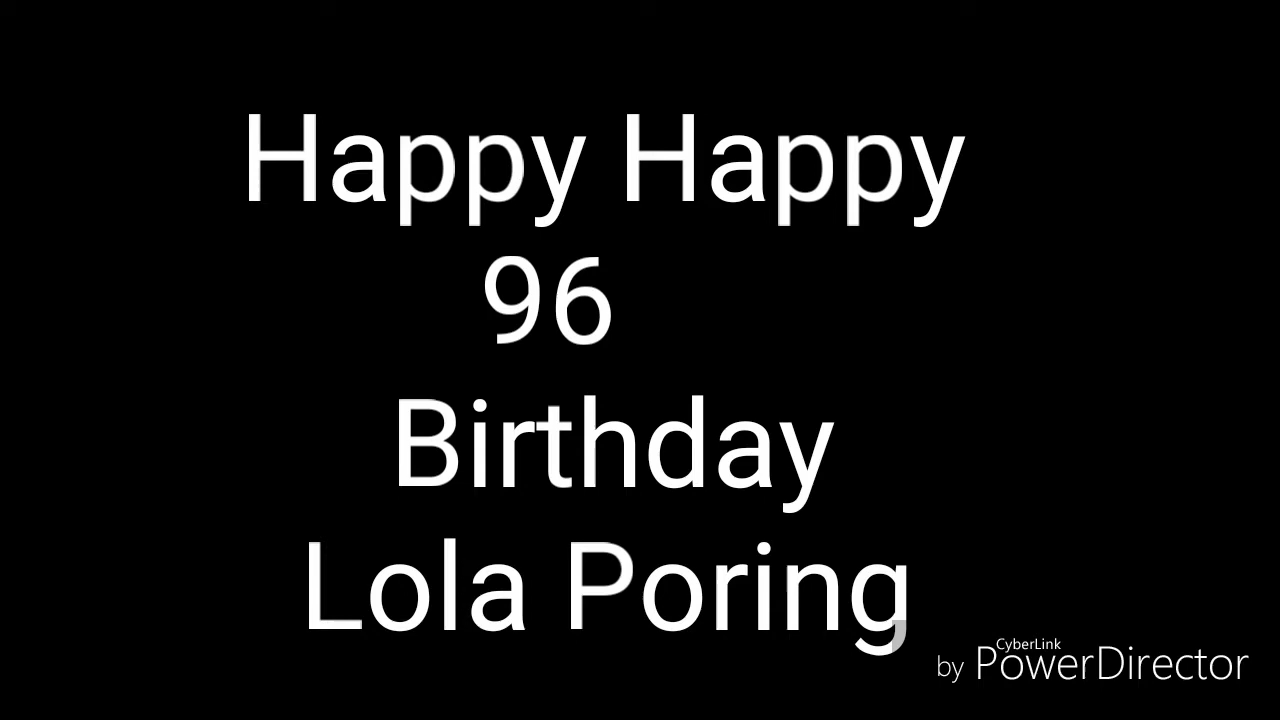 Happy Happy
96
Birthday
Lola Poring
CyberLink
by PowerDirector